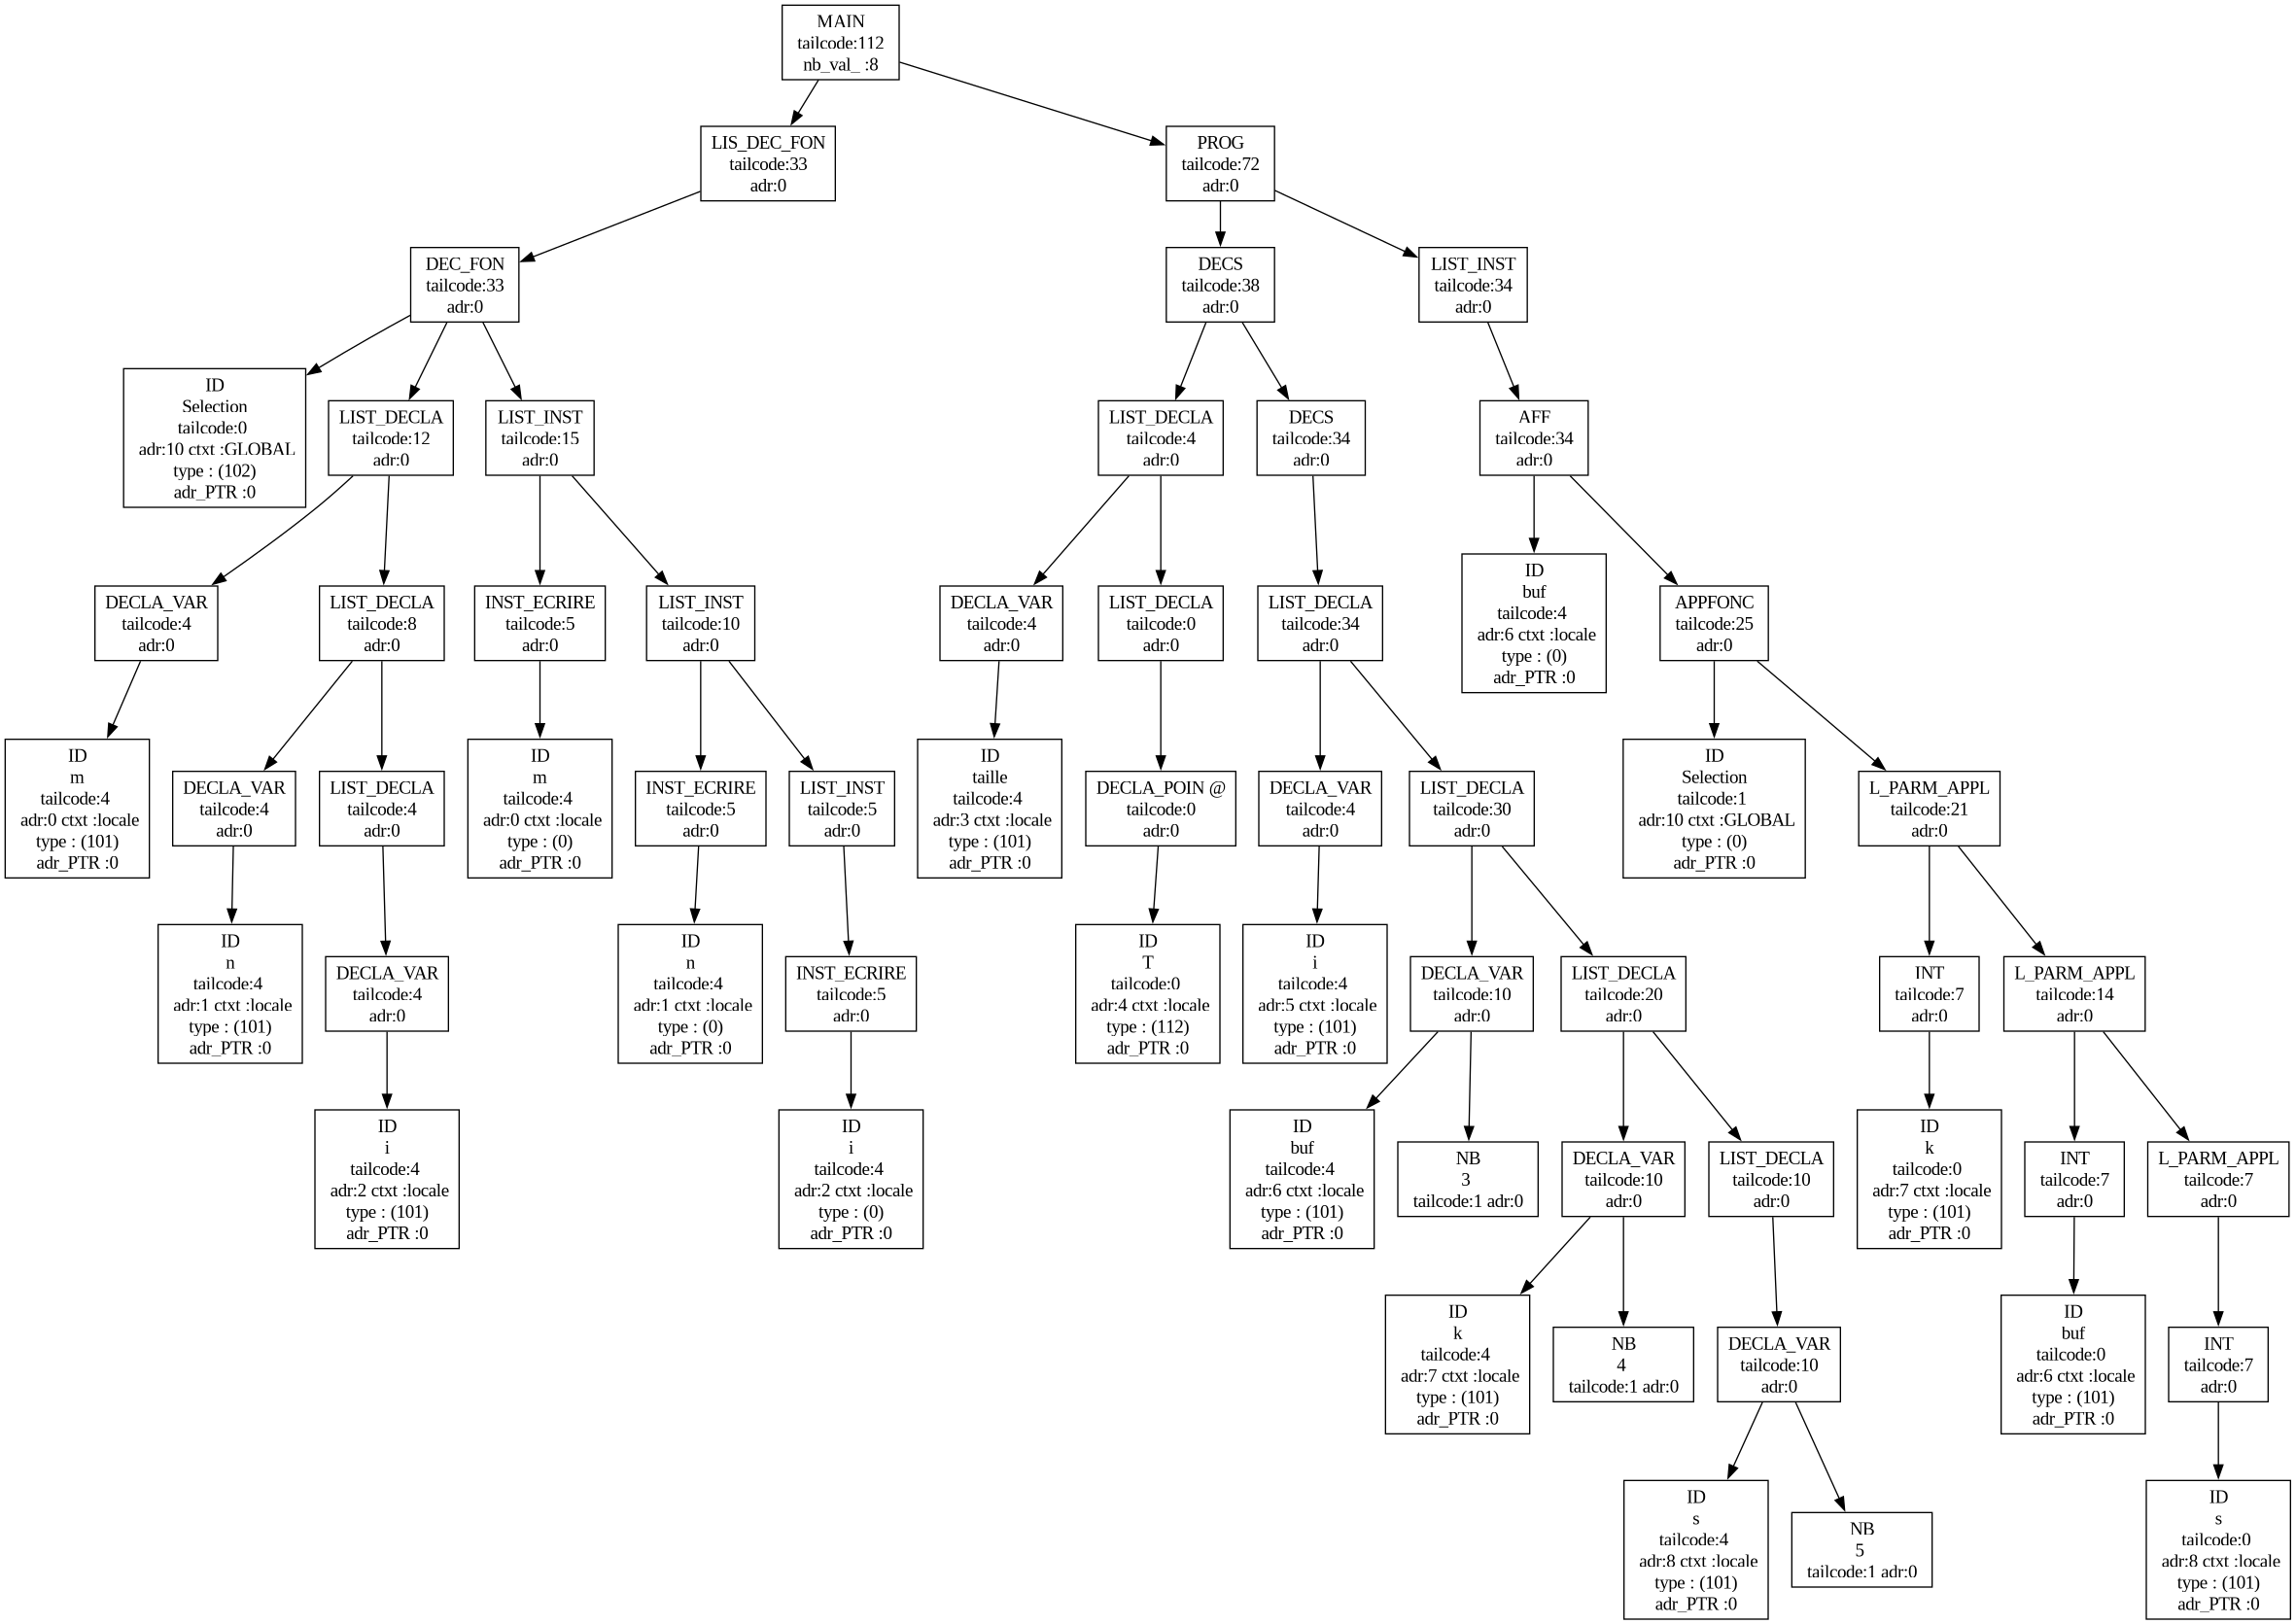 MAIN
tailcode:112
nb_val_ :8
LIS_DEC_FON
tailcode:33
adr:0
PROG
tailcode:72
adr:0
DEC_FON
tailcode:33
adr:0
DECS
tailcode:38
adr:0
LIST_INST
tailcode:34
adr:0
ID
Selection
tailcode:0
adr:10 ctxt :GLOBAL
type : (102)
adr_PTR :0
LIST_DECLA
tailcode:12
adr:0
LIST_INST
tailcode:15
adr:0
LIST_DECLA
tailcode:4
adr:0
DECS
tailcode:34
adr:0
AFF
tailcode:34
adr:0
DECLA_VAR
tailcode:4
adr:0
LIST_DECLA
tailcode:8
adr:0
INST_ECRIRE
tailcode:5
adr:0
LIST_INST
tailcode:10
adr:0
DECLA_VAR
tailcode:4
adr:0
LIST_DECLA
tailcode:0
adr:0
LIST_DECLA
tailcode:34
adr:0
ID
buf
tailcode:4
adr:6 ctxt :locale
type : (0)
adr_PTR :0
APPFONC
tailcode:25
adr:0
ID
m
tailcode:4
adr:0 ctxt :locale
type : (101)
adr_PTR :0
DECLA_VAR
tailcode:4
adr:0
LIST_DECLA
tailcode:4
adr:0
ID
m
tailcode:4
adr:0 ctxt :locale
type : (0)
adr_PTR :0
INST_ECRIRE
tailcode:5
adr:0
LIST_INST
tailcode:5
adr:0
ID
taille
tailcode:4
adr:3 ctxt :locale
type : (101)
adr_PTR :0
DECLA_POIN @
tailcode:0
adr:0
DECLA_VAR
tailcode:4
adr:0
LIST_DECLA
tailcode:30
adr:0
ID
Selection
tailcode:1
adr:10 ctxt :GLOBAL
type : (0)
adr_PTR :0
L_PARM_APPL
tailcode:21
adr:0
ID
n
tailcode:4
adr:1 ctxt :locale
type : (101)
adr_PTR :0
DECLA_VAR
tailcode:4
adr:0
ID
n
tailcode:4
adr:1 ctxt :locale
type : (0)
adr_PTR :0
INST_ECRIRE
tailcode:5
adr:0
ID
T
tailcode:0
adr:4 ctxt :locale
type : (112)
adr_PTR :0
ID
i
tailcode:4
adr:5 ctxt :locale
type : (101)
adr_PTR :0
DECLA_VAR
tailcode:10
adr:0
LIST_DECLA
tailcode:20
adr:0
INT
tailcode:7
adr:0
L_PARM_APPL
tailcode:14
adr:0
ID
i
tailcode:4
adr:2 ctxt :locale
type : (101)
adr_PTR :0
ID
i
tailcode:4
adr:2 ctxt :locale
type : (0)
adr_PTR :0
ID
buf
tailcode:4
adr:6 ctxt :locale
type : (101)
adr_PTR :0
NB
3
tailcode:1 adr:0
DECLA_VAR
tailcode:10
adr:0
LIST_DECLA
tailcode:10
adr:0
ID
k
tailcode:0
adr:7 ctxt :locale
type : (101)
adr_PTR :0
INT
tailcode:7
adr:0
L_PARM_APPL
tailcode:7
adr:0
ID
k
tailcode:4
adr:7 ctxt :locale
type : (101)
adr_PTR :0
NB
4
tailcode:1 adr:0
DECLA_VAR
tailcode:10
adr:0
ID
buf
tailcode:0
adr:6 ctxt :locale
type : (101)
adr_PTR :0
INT
tailcode:7
adr:0
ID
s
tailcode:4
adr:8 ctxt :locale
type : (101)
adr_PTR :0
NB
5
tailcode:1 adr:0
ID
s
tailcode:0
adr:8 ctxt :locale
type : (101)
adr_PTR :0